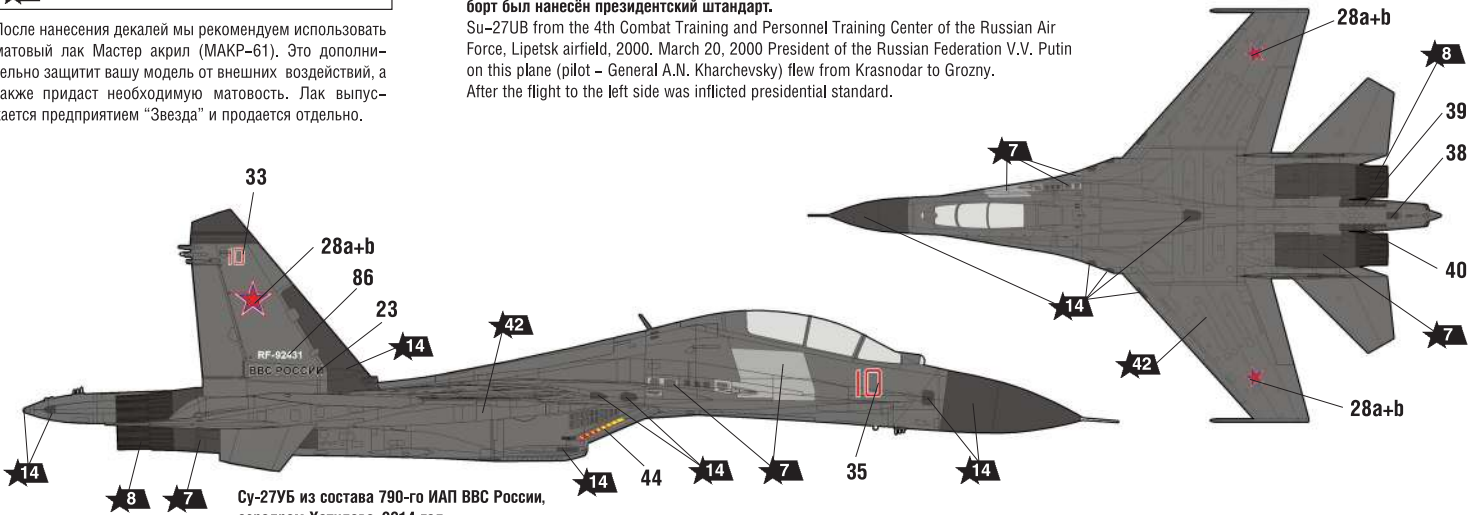 После нанесения декалей мы рекомендуем использовать
матовый лак Мастер акрил (МАКР–61). Это дополни–
тельно защитит вашу модель от внешних воздействий, а
также придаст необходимую матовость. Лак выпус–
кается предприятием “Звезда” и продается отдельно.
борт был нанесён президентский штандарт.
Su–27UB from the 4th Combat Training and Personnel Training Center of the Russian Air
Force, Lipetsk airfield, 2000. March 20, 2000 President of the Russian Federation V.V. Putin
on this plane (pilot – General A.N. Kharchevsky) flew from Krasnodar to Grozny.
After the flight to the left side was inflicted presidential standard.
28a+b
8
39
38
7
40
14
7
42
28a+b
33
10
28a+b
86
23
14
42
RF-92431
ВВС РОССИИ
10
14
8
7
14
44
14
7
35
14
Су-27УБ из состава 790-го ИАП ВВС России,
аэродром Хотилово, 2014 год